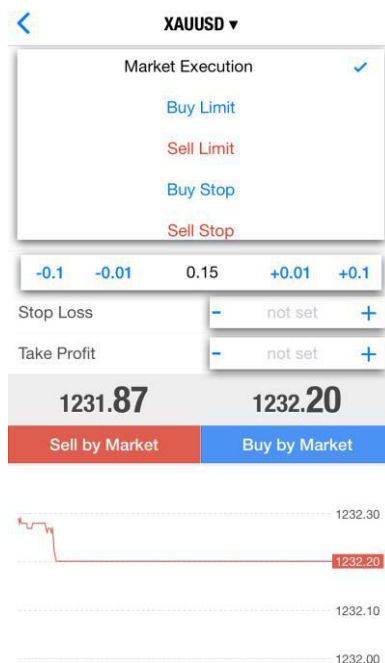 XAUUSD ▾
Market Execution
Buy Limit
Sell Limit
Buy Stop
Sell Stop
-0.1 -0.01 0.15 +0.01 +0.1
Stop Loss - not set +
Take Profit - not set +
1231.87 1232.20
Sell by Market Buy by Market
1232.30
1232.20
1232.10
1232.00